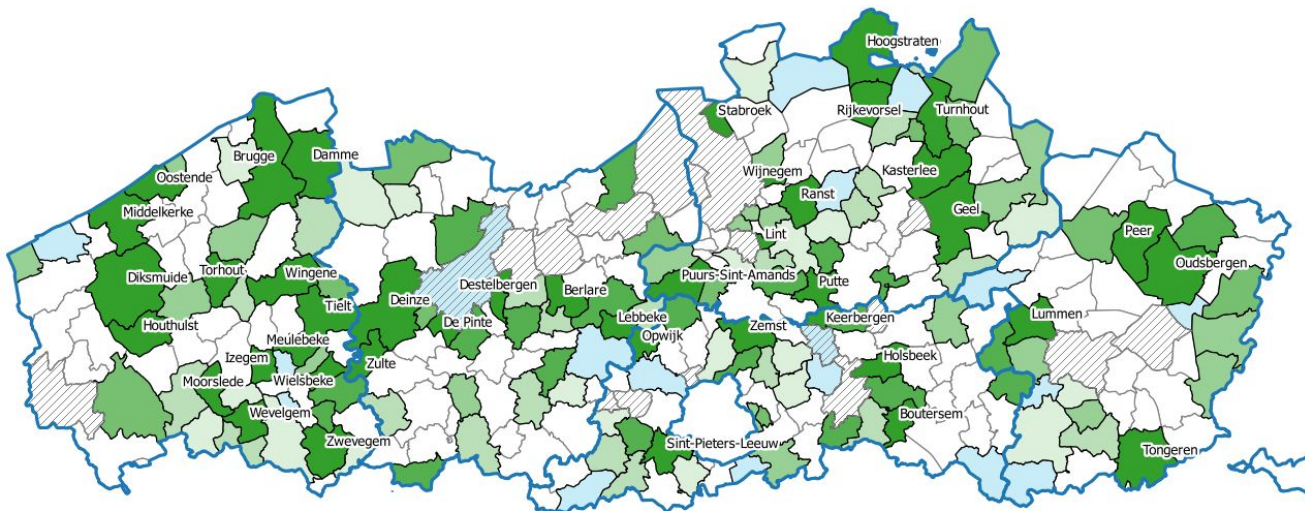 Hoogstraten
Stabroek
Rijkevorsel
Turnhout
Brugge
Damme
Oostende
Wijnegem
Kasterlee
Ranst
Middelkerke
Geel
Lint
Peer
Diksmuide
Torhout
Wingene
Oudsbergen
Puurs-Sint-Amands
Destelbergen
Putte
Berlare
Tielt
Deinze
Lummen
De Pinte
Lebbeke
Keerbergen
Houthulst
Zemst
Opwijk
Meulebeke
Izegem
Holsbeek
Zulte
Moorslede
Wielsbeke
Wevelgem
Boutersem
Zwevegem
Sint-Pieters-Leeuw
Tongeren